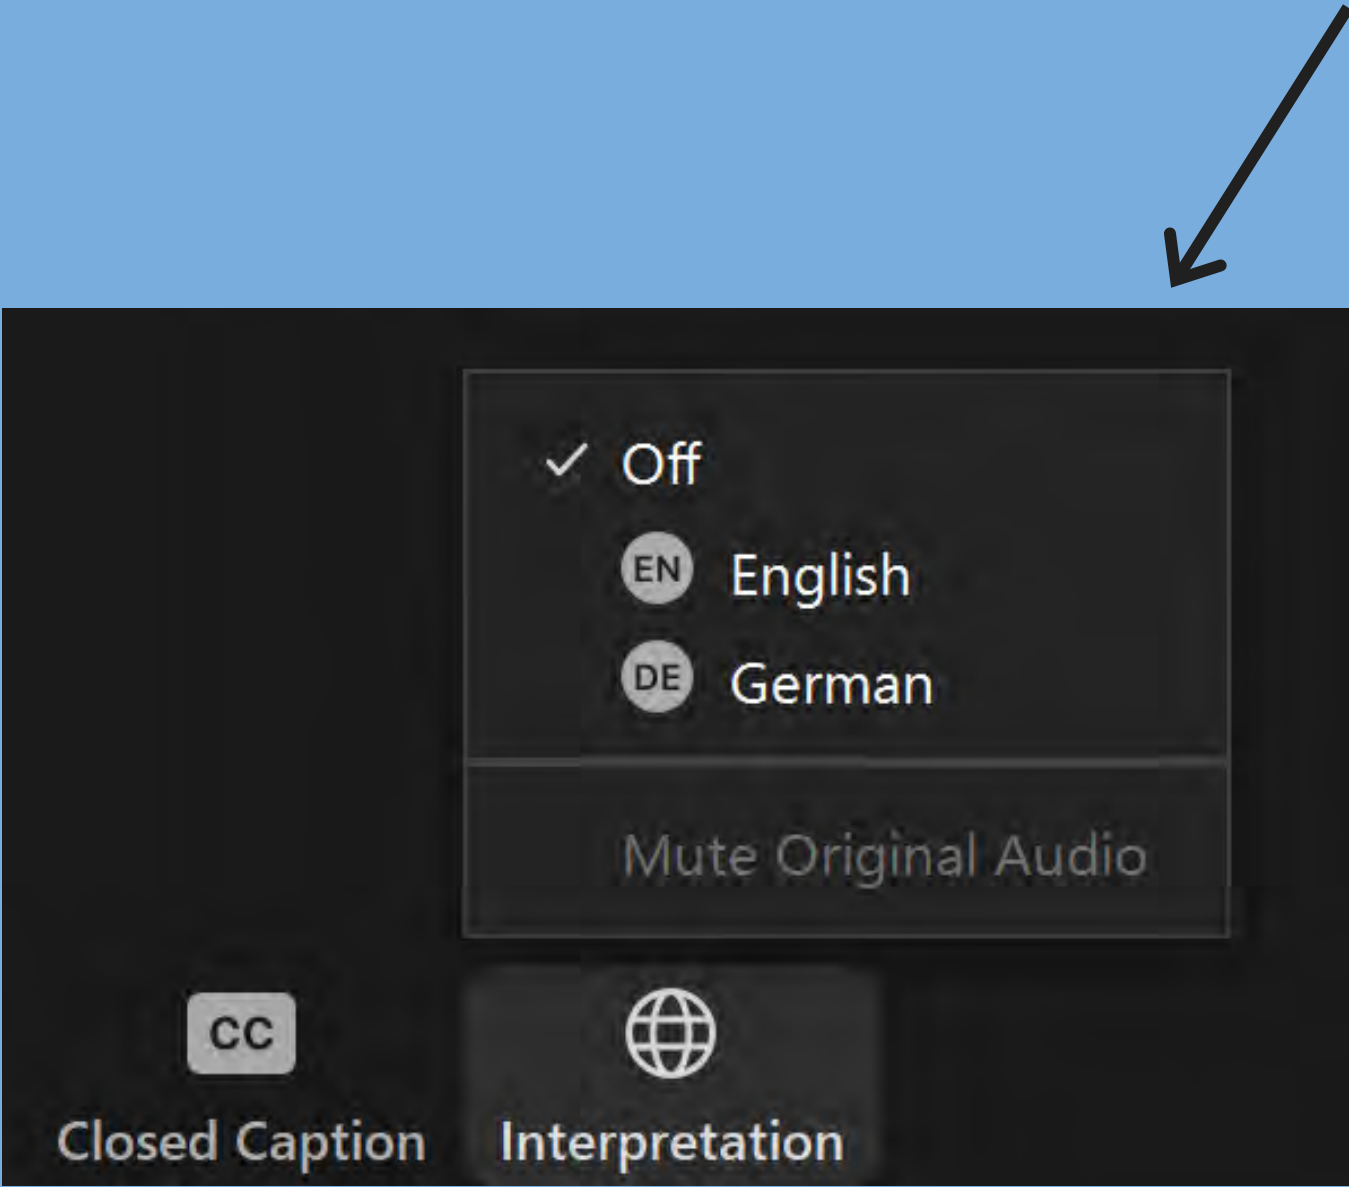 Off
EN English
DE German
Mute Original Audio
CC
Closed Caption
Interpretation